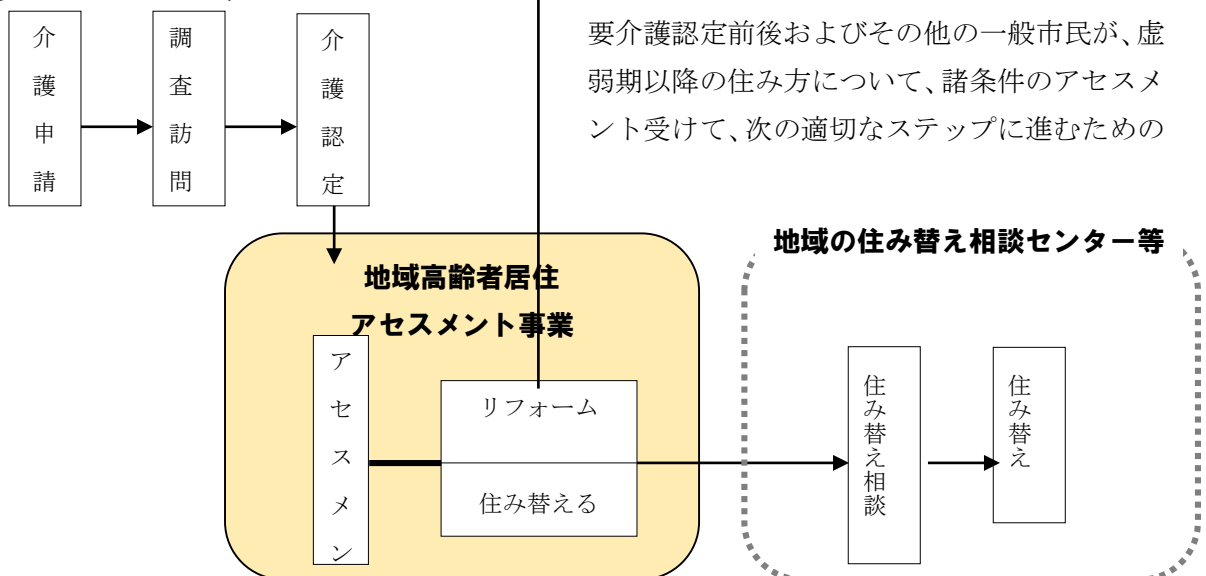 介護申請
調査訪問
介護認定
要介護認定前後およびその他の一般市民が、虚
弱期以降の住み方について、諸条件のアセスメ
ント受けて、次の適切なステップに進むための
地域高齢者居住
アセスメント事業
アセスメン
リフォーム
住み替える
地域の住み替え相談センター等
住み替え相談
住み替え